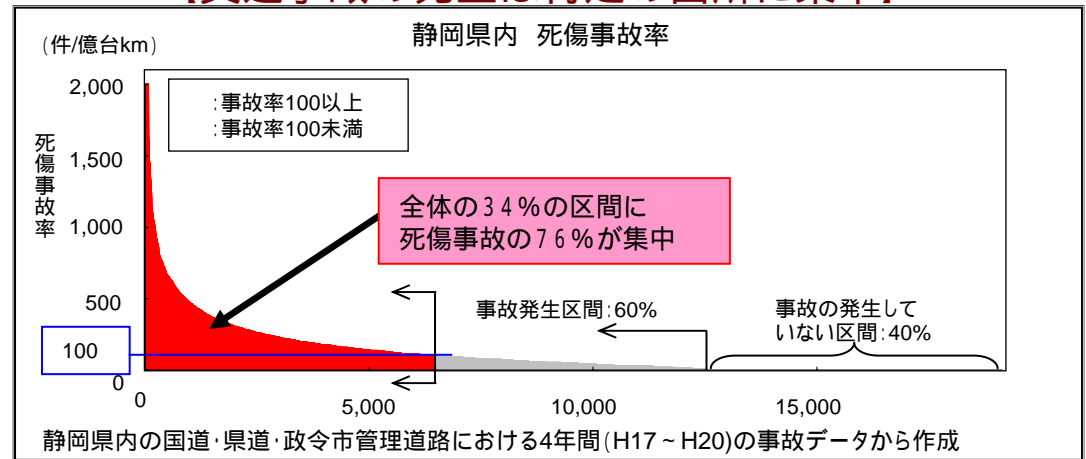 (件/億台km)
静岡県内 死傷事故率
2,000
:事故率100以上
:事故率100未満
死傷事故率
1,500
全体の34%の区間に
死傷事故の76%が集中
1,000
500
事故発生区間:60%
事故の発生して
いない区間:40%
100
0
0
5,000
10,000
15,000
静岡県内の国道・県道・政令市管理道路における4年間(H17~H20)の事故データから作成